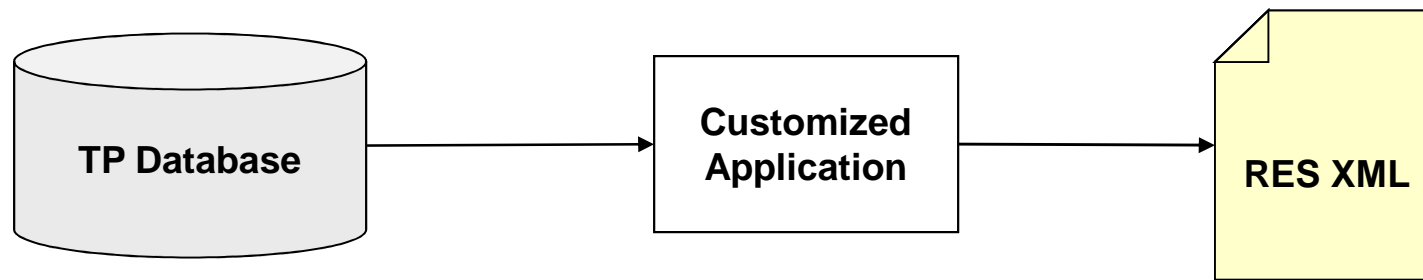 TP Database
Customized
Application
RES XML